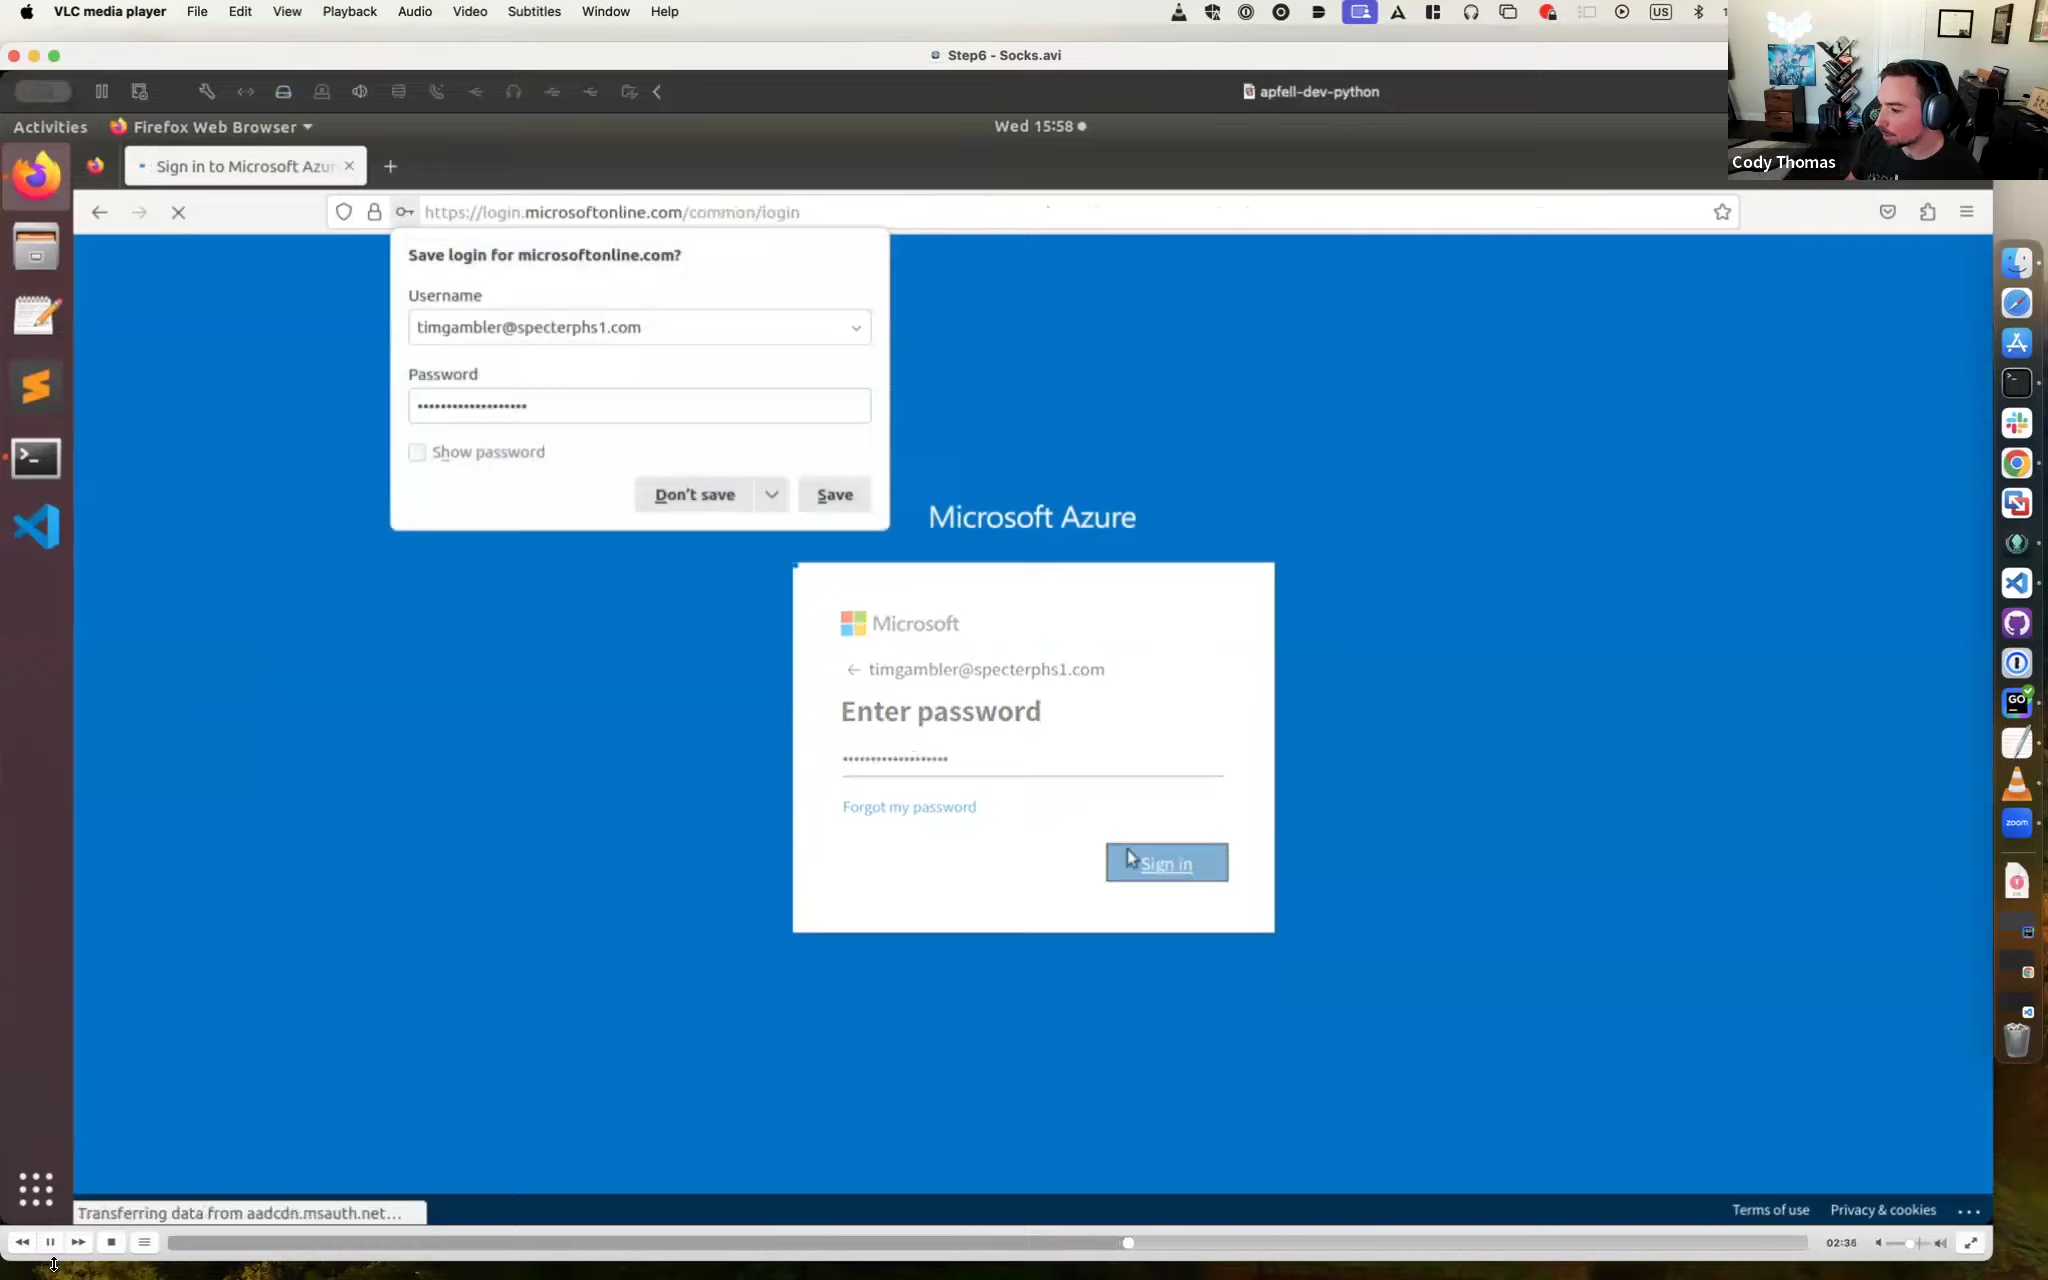 VLC media player File Edit View Playback Audio Video Subtitles Window Help
US
Step6 - Socks.avi
apfell-dev-python
Activities Firefox Web Browser
Wed 15:58
Cody Thomas
Sign in to Microsoft Azur
https://login.microsoftonline.com/common/login
Save login for microsoftonline.com?
Username
timgambler@specterphs1.com
Password
Show password
Don't save
Save
Microsoft Azure
Microsoft
timgambler@specterphs1.com
Enter password
Forgot my password
Sign in
GO
zoom
Transferring data from aadcdn.msauth.net...
Terms of use Privacy & cookies
02:36